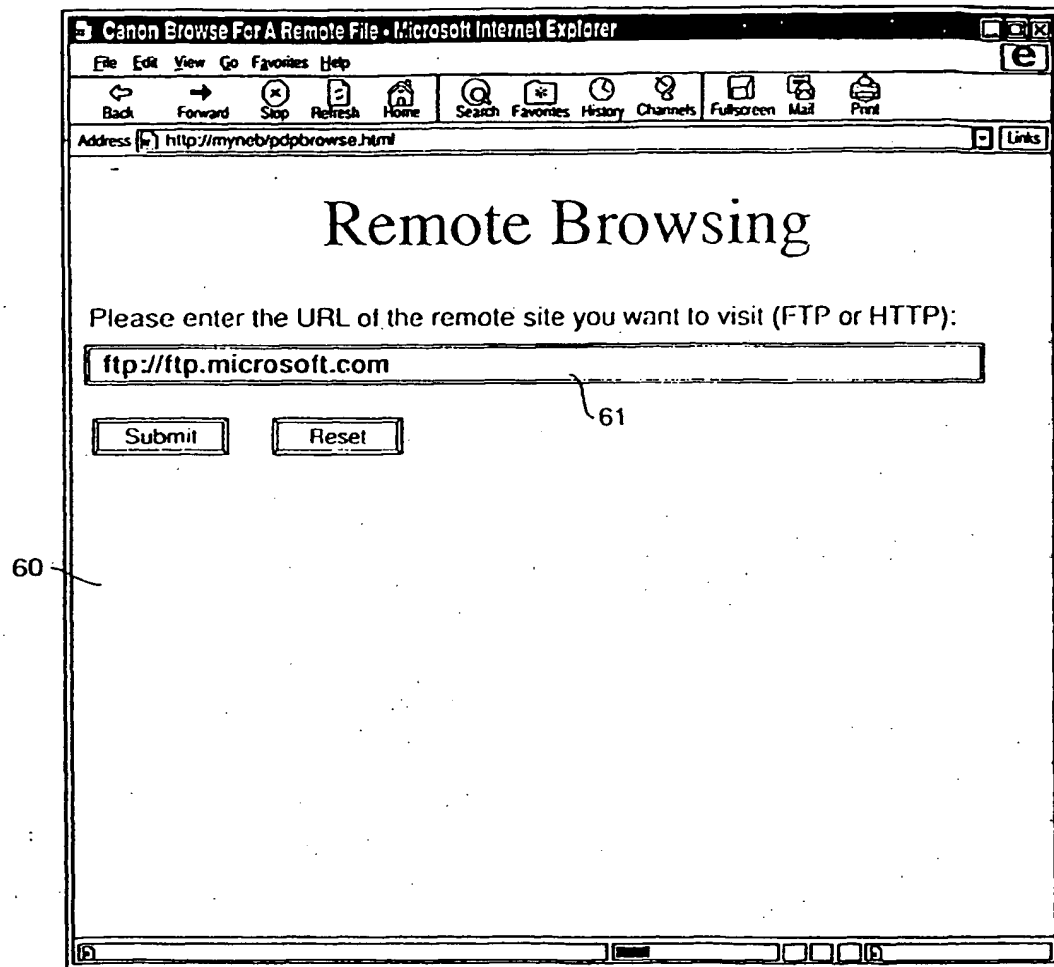 Canon Browse For A Remote File - Microsoft Internet Explorer
File Edit View Go Favorites Help
Back Forward Stop Refresh Home Search Favorites History Channels Fullscreen Mail Print
Address http://myneb/pdpbrowse.html Links
Remote Browsing
Please enter the URL of the remote site you want to visit (FTP or HTTP):
ftp://ftp.microsoft.com
61
Submit Reset
60